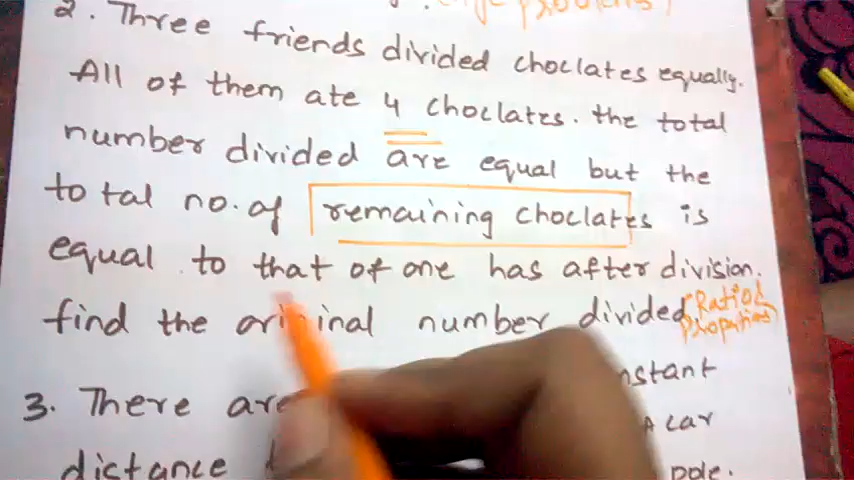 2. Three friends divided choclates equally.
All of them ate 4 choclates. the total
number divided are equal but the
total no. of remaining choclates is
equal to that of one has after division.
find the original number divided
Ratio &
3. There are
A car
distance
pole.